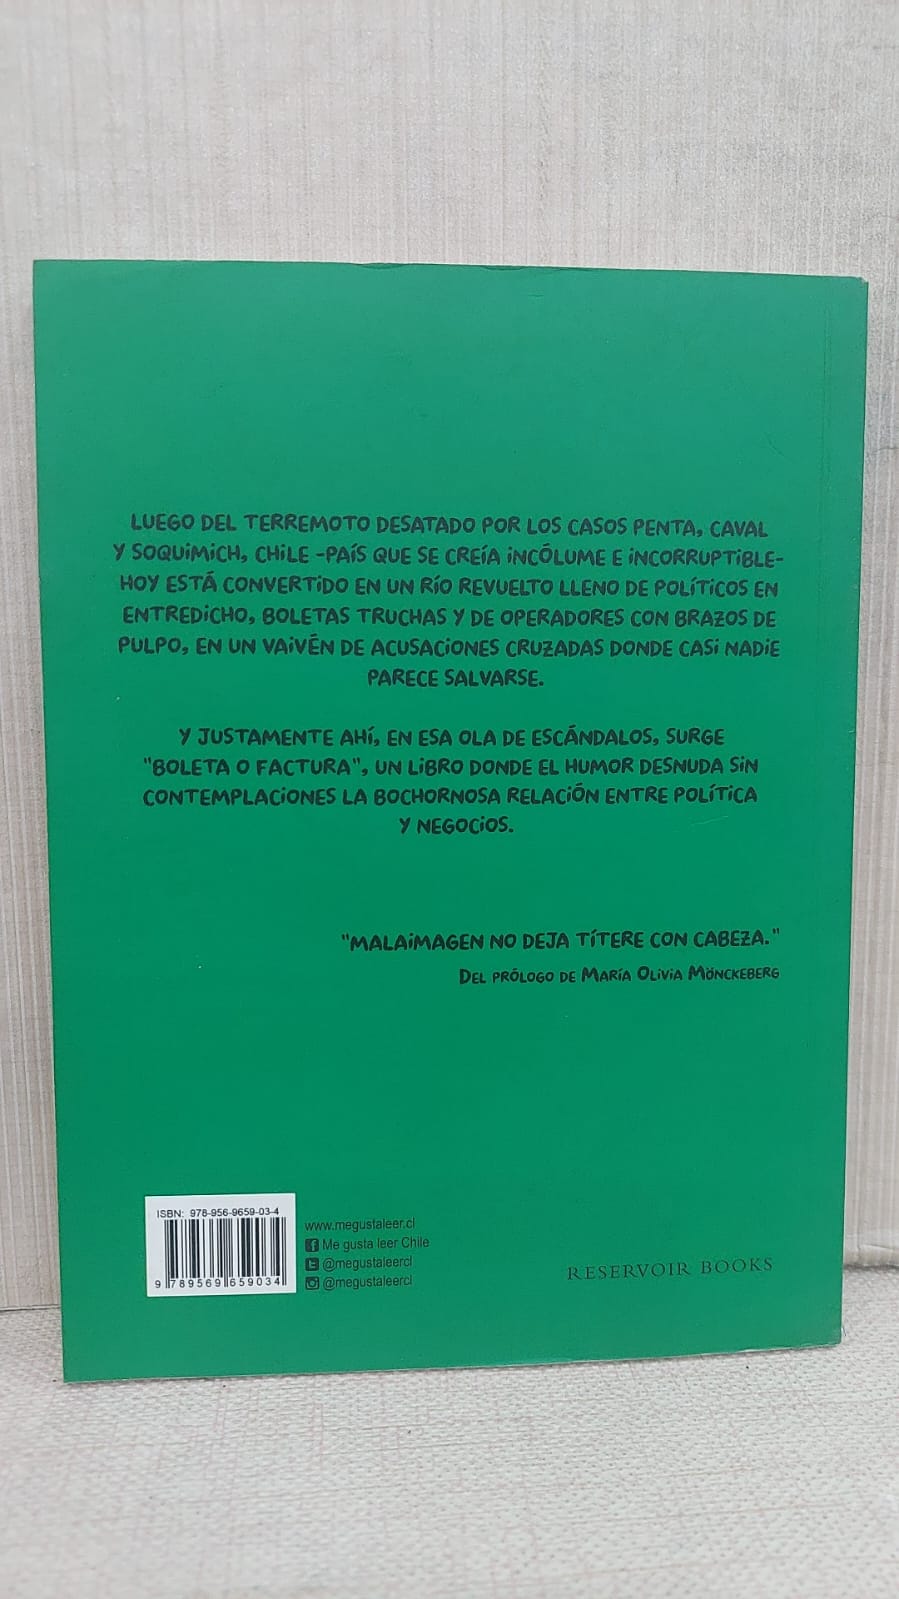 LUEGO DEL TERREMOTO DESATADO POR LOS CASOS PENTA, CAVAL
Y SOQUIMICH, CHILE -PAÍS QUE SE CREÍA INCÓLUME E INCORRUPTIBLE-
HOY ESTÁ CONVERTIDO EN UN RÍO REVUELTO LLENO DE POLÍTICOS EN
ENTREDICHO, BOLETAS TRUCHAS Y DE OPERADORES CON BRAZOS DE
PULPO, EN UN VAIVÉN DE ACUSACIONES CRUZADAS DONDE CASI NADIE
PARECE SALVARSE.
Y JUSTAMENTE AHÍ, EN ESA OLA DE ESCÁNDALOS, SURGE
"BOLETA O FACTURA", UN LIBRO DONDE EL HUMOR DESNUDA SIN
CONTEMPLACIONES LA BOCHORNOSA RELACIÓN ENTRE POLÍTICA
Y NEGOCIOS.
"MALAIMAGEN NO DEJA TÍTERE CON CABEZA."
DEL PRÓLOGO DE MARÍA OLIVIA MÖNCKEBERG
ISBN: 978-956-9659-03-4
9 789569 659034
www.megustaleer.cl
Me gusta leer Chile
@megustaleercl
@megustaleercl
RESERVOIR BOOKS